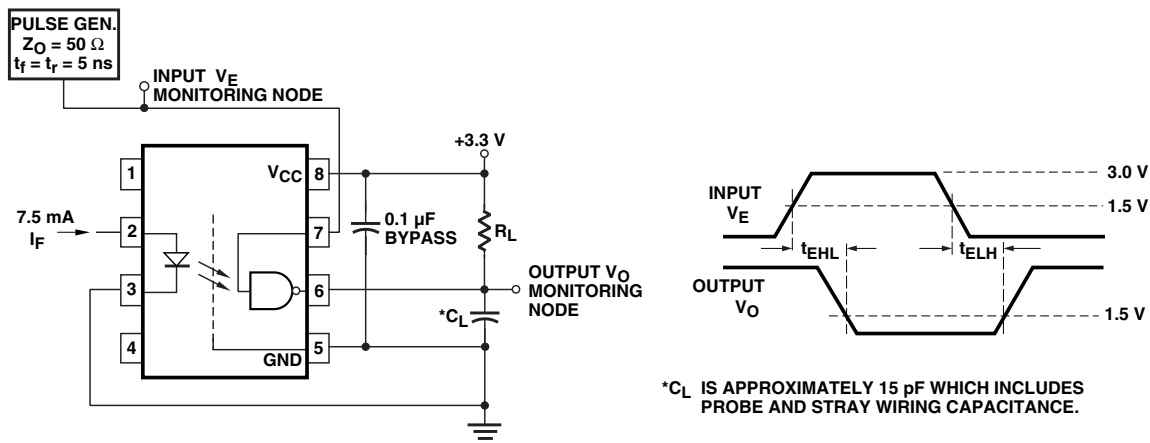 PULSE GEN.
ZO = 50 Ω
tf = tr = 5 ns
INPUT VE
MONITORING NODE
+3.3 V
1
VCC
8
7.5 mA
IF
2
7
0.1 µF
BYPASS
RL
3
6
OUTPUT VO
MONITORING
NODE
*CL
4
GND
5
INPUT
VE
3.0 V
1.5 V
tEHL
tELH
OUTPUT
VO
1.5 V
*CL IS APPROXIMATELY 15 pF WHICH INCLUDES
PROBE AND STRAY WIRING CAPACITANCE.